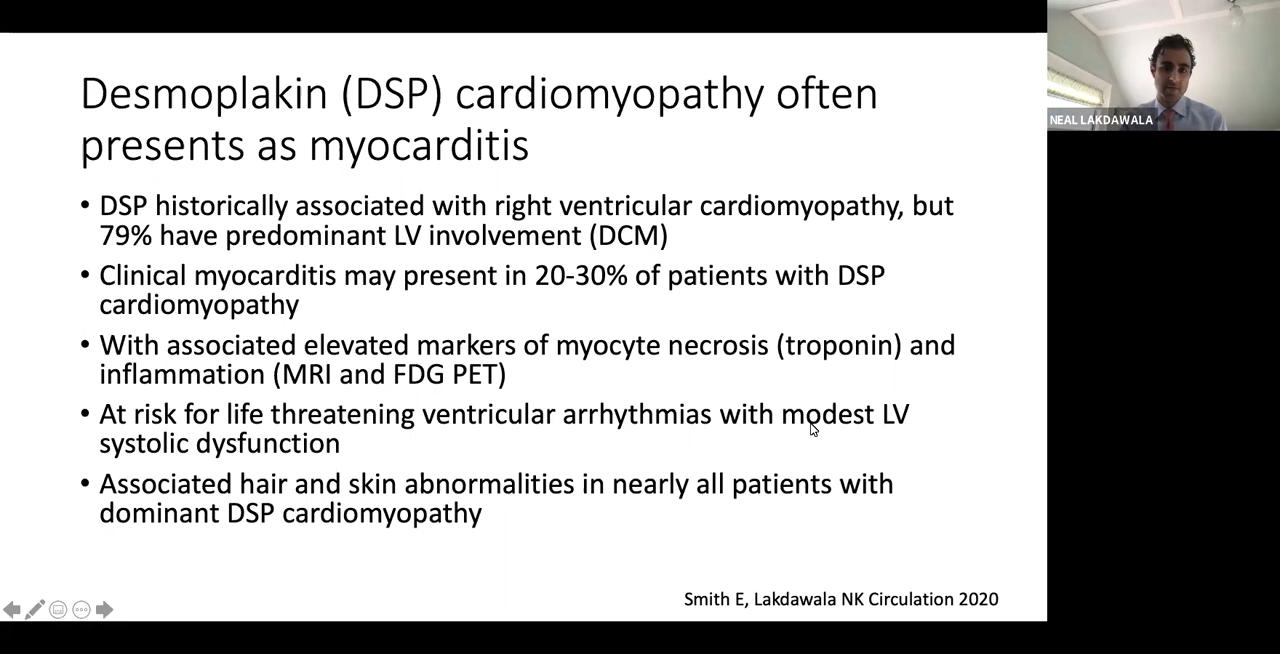 Desmoplakin (DSP) cardiomyopathy often
presents as myocarditis
• DSP historically associated with right ventricular cardiomyopathy, but
79% have predominant LV involvement (DCM)
• Clinical myocarditis may present in 20-30% of patients with DSP
cardiomyopathy
• With associated elevated markers of myocyte necrosis (troponin) and
inflammation (MRI and FDG PET)
• At risk for life threatening ventricular arrhythmias with modest LV
systolic dysfunction
• Associated hair and skin abnormalities in nearly all patients with
dominant DSP cardiomyopathy
Smith E, Lakdawala NK Circulation 2020
NEAL LAKDAWALA